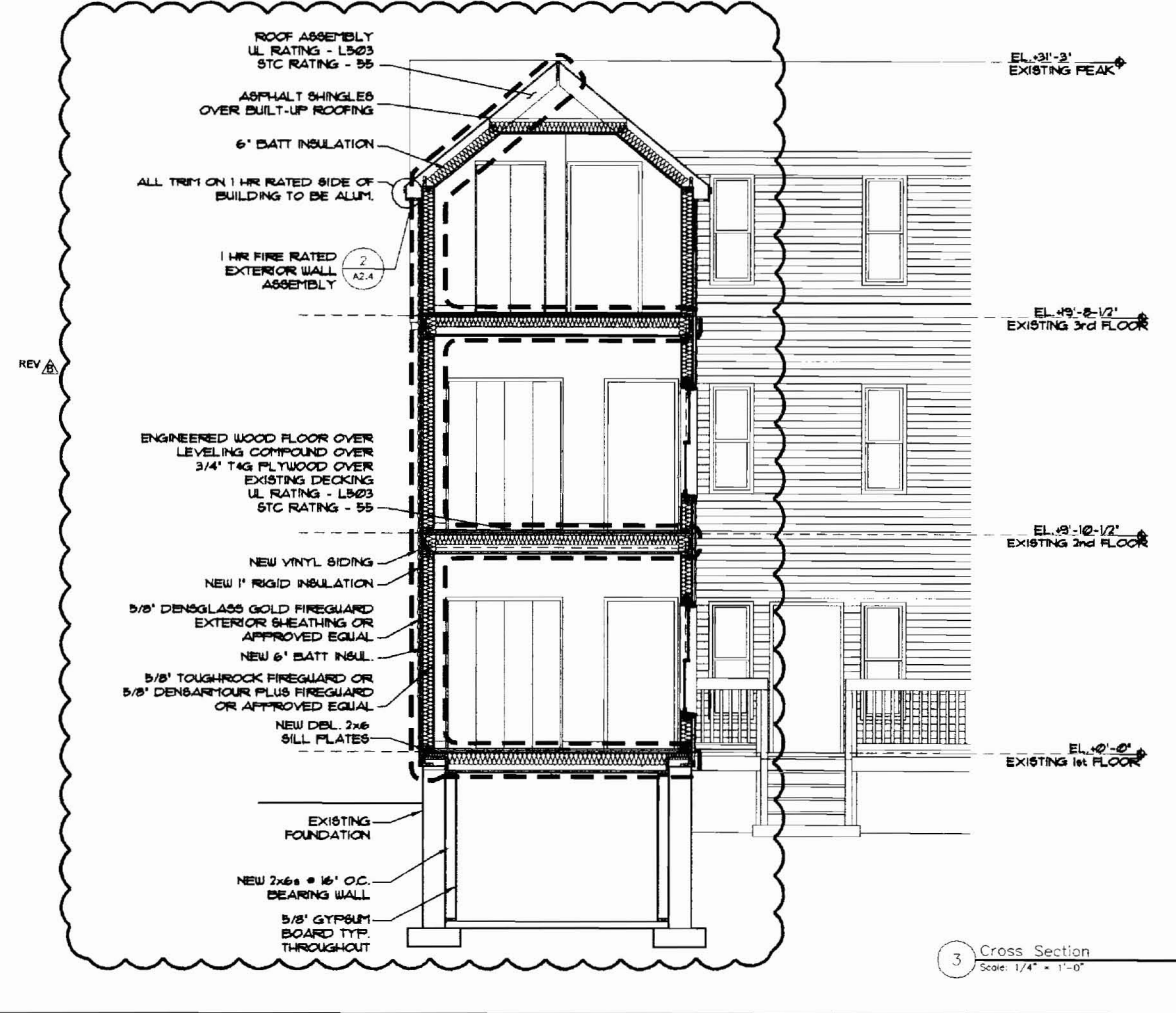 ROOF ASSEMBLY
UL RATING - L503
STC RATING - 55
ASPHALT SHINGLES
OVER BUILT-UP ROOFING
6" BATT INSULATION
ALL TRIM ON 1 HR RATED SIDE OF
BUILDING TO BE ALUM.
1 HR FIRE RATED
EXTERIOR WALL
ASSEMBLY
2
A2.4
REV B
ENGINEERED WOOD FLOOR OVER
LEVELING COMPOUND OVER
3/4" T&G PLYWOOD OVER
EXISTING DECKING
UL RATING - L503
STC RATING - 55
NEW VINYL SIDING
NEW 1" RIGID INSULATION
5/8" DENSGLASS GOLD FIREGUARD
EXTERIOR SHEATHING OR
APPROVED EQUAL
NEW 6" BATT INSUL.
5/8" TOUGHROCK FIREGUARD OR
5/8" DENSARMOUR PLUS FIREGUARD
OR APPROVED EQUAL
NEW DBL. 2x6
SILL PLATES
EXISTING
FOUNDATION
NEW 2x6s @ 16" O.C.
BEARING WALL
5/8" GYPSUM
BOARD TYP.
THROUGHOUT
EL. +31'-3"
EXISTING PEAK
EL. +19'-8-1/2"
EXISTING 3rd FLOOR
EL. +9'-10-1/2"
EXISTING 2nd FLOOR
EL. +0'-0"
EXISTING 1st FLOOR
3
Cross Section
Scale: 1/4" = 1'-0"